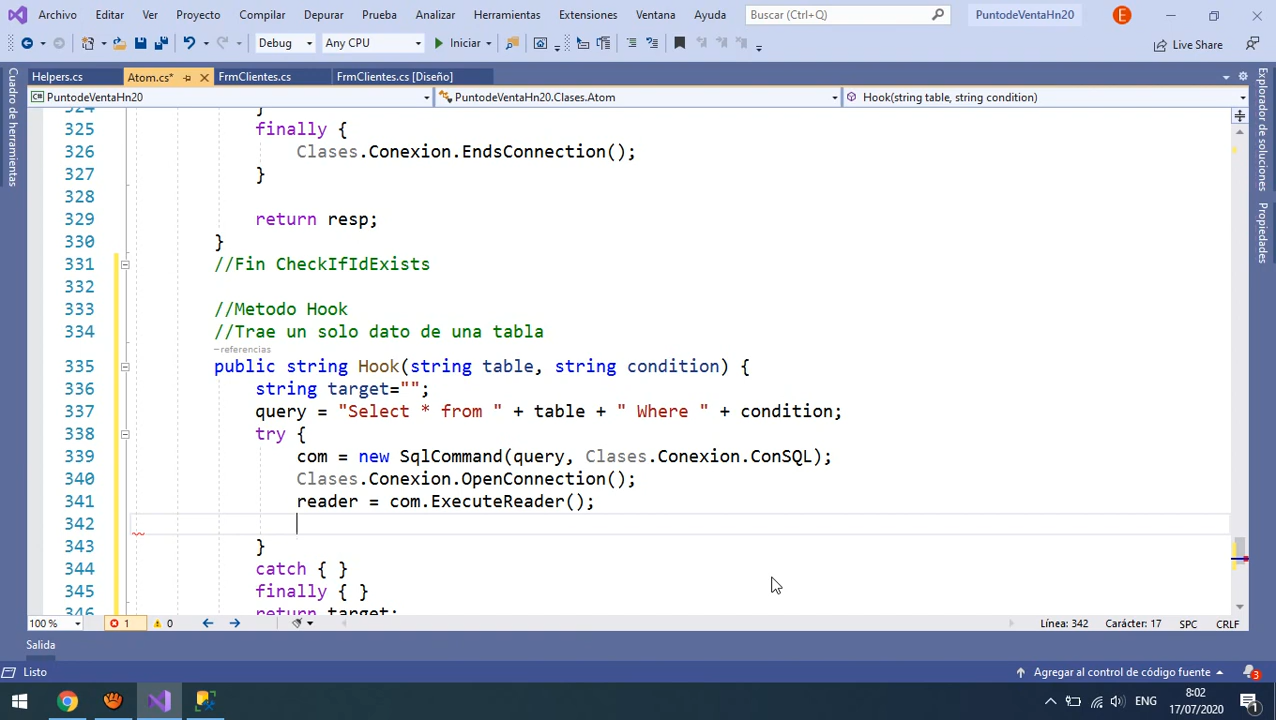 Archivo Editar Ver Proyecto Compilar Depurar Prueba Analizar Herramientas Extensiones Ventana Ayuda Buscar (Ctrl+Q) PuntodeVentaHn20 E
Debug Any CPU Iniciar Live Share
Helpers.cs Atom.cs* FrmClientes.cs FrmClientes.cs [Diseño]
PuntodeVentaHn20 PuntodeVentaHn20.Clases.Atom Hook(string table, string condition)
Cuadro de herramientas
Explorador de soluciones
Propiedades
324 }
325 finally {
326 Clases.Conexion.EndsConnection();
327 }
328
329 return resp;
330 }
331 //Fin CheckIfIdExists
332
333 //Metodo Hook
334 //Trae un solo dato de una tabla
-referencias
335 public string Hook(string table, string condition) {
336 string target="";
337 query = "Select * from " + table + " Where " + condition;
338 try {
339 com = new SqlCommand(query, Clases.Conexion.ConSQL);
340 Clases.Conexion.OpenConnection();
341 reader = com.ExecuteReader();
342
343 }
344 catch { }
345 finally { }
346 return target;
100 % 1 0 Línea: 342 Carácter: 17 SPC CRLF
Salida
Listo Agregar al control de código fuente 3
ENG 8:02
17/07/2020 1